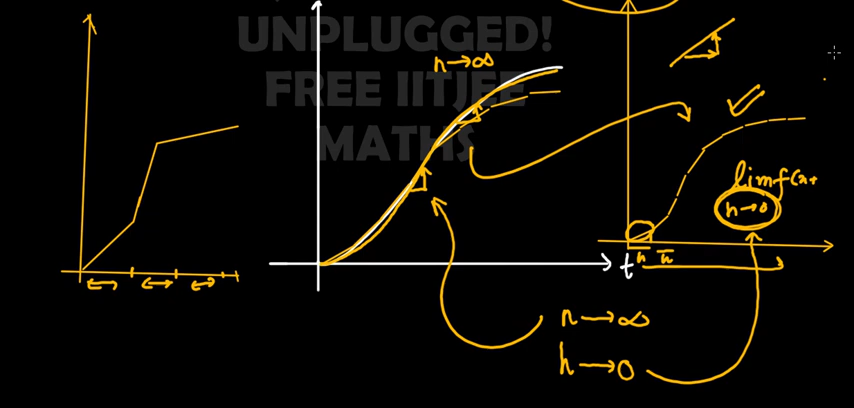 UNPLUGGED!
FREE IITJEE
MATHS
n→∞
lim f(x+
h→0
t
h
h
n→∞
h→0